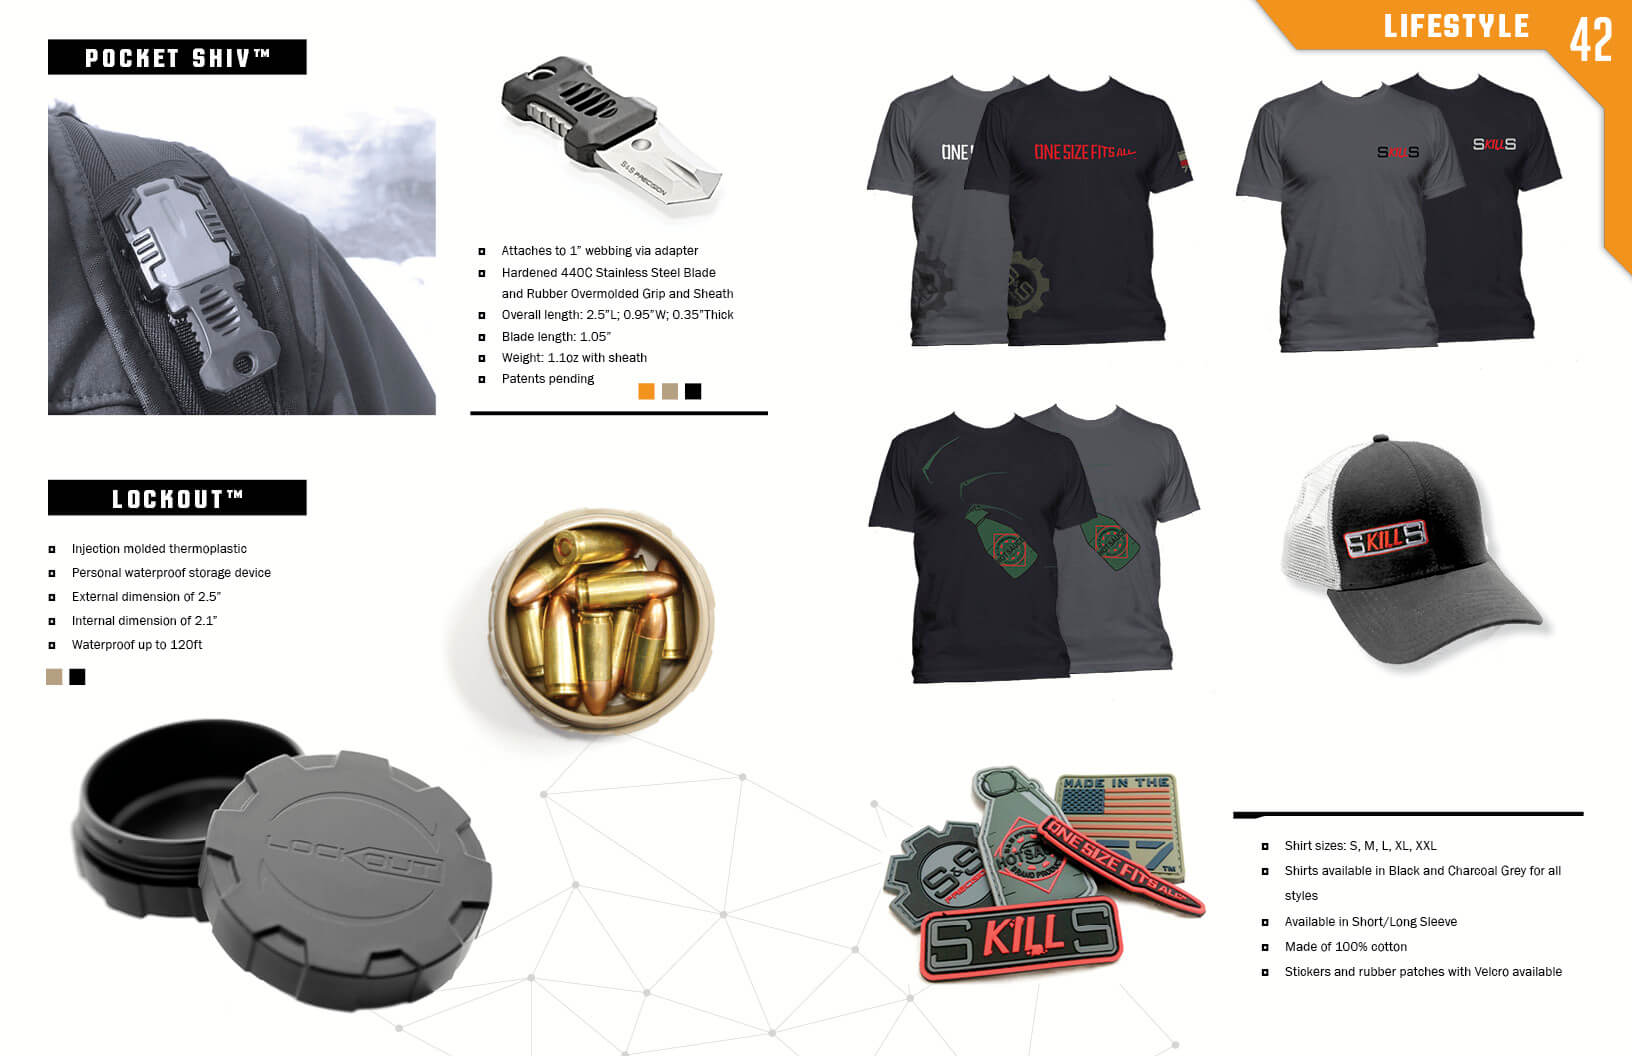 LIFESTYLE
42
POCKET SHIV™
S&S PRECISION
Attaches to 1” webbing via adapter
Hardened 440C Stainless Steel Blade
and Rubber Overmolded Grip and Sheath
Overall length: 2.5”L; 0.95”W; 0.35”Thick
Blade length: 1.05”
Weight: 1.1oz with sheath
Patents pending
LOCKOUT™
Injection molded thermoplastic
Personal waterproof storage device
External dimension of 2.5”
Internal dimension of 2.1”
Waterproof up to 120ft
LOCKOUT
ONE
ONE SIZE FITS ALL
S&S
SKILLS
SKILLS
SKILLS
MADE IN THE
57™
ONE SIZE FITS ALL
S&S
PRECISION
HOT SAUCE
BRAND PRODUCT
SKILLS
Shirt sizes: S, M, L, XL, XXL
Shirts available in Black and Charcoal Grey for all
styles
Available in Short/Long Sleeve
Made of 100% cotton
Stickers and rubber patches with Velcro available